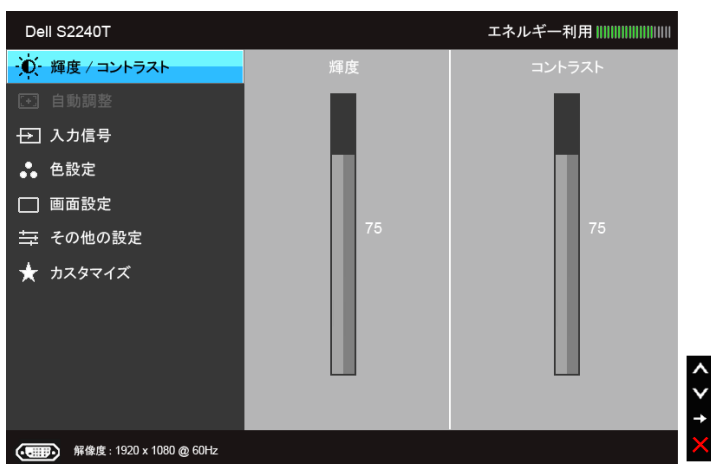 Dell S2240T
エネルギー利用
輝度 / コントラスト
自動調整
入力信号
色設定
画面設定
その他の設定
カスタマイズ
輝度
コントラスト
75
75
解像度 : 1920 x 1080 @ 60Hz